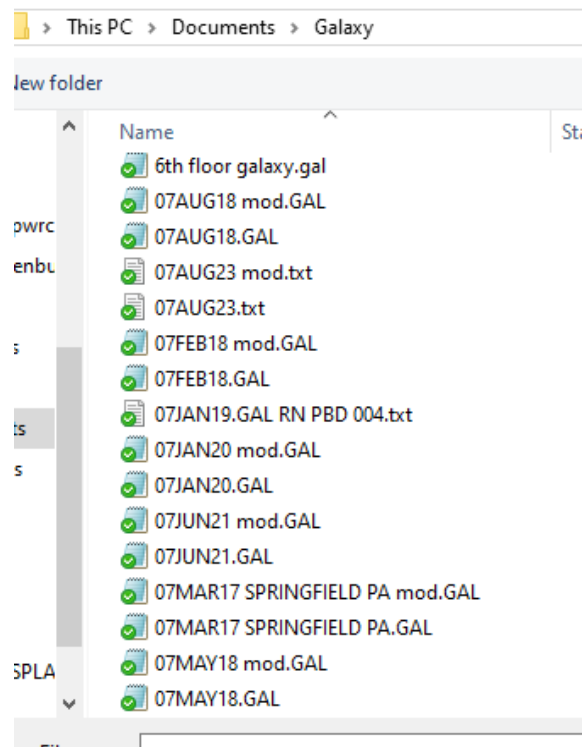 This PC > Documents > Galaxy
New folder
Name
6th floor galaxy.gal
07AUG18 mod.GAL
07AUG18.GAL
07AUG23 mod.txt
07AUG23.txt
07FEB18 mod.GAL
07FEB18.GAL
07JAN19.GAL RN PBD 004.txt
07JAN20 mod.GAL
07JAN20.GAL
07JUN21 mod.GAL
07JUN21.GAL
07MAR17 SPRINGFIELD PA mod.GAL
07MAR17 SPRINGFIELD PA.GAL
07MAY18 mod.GAL
07MAY18.GAL